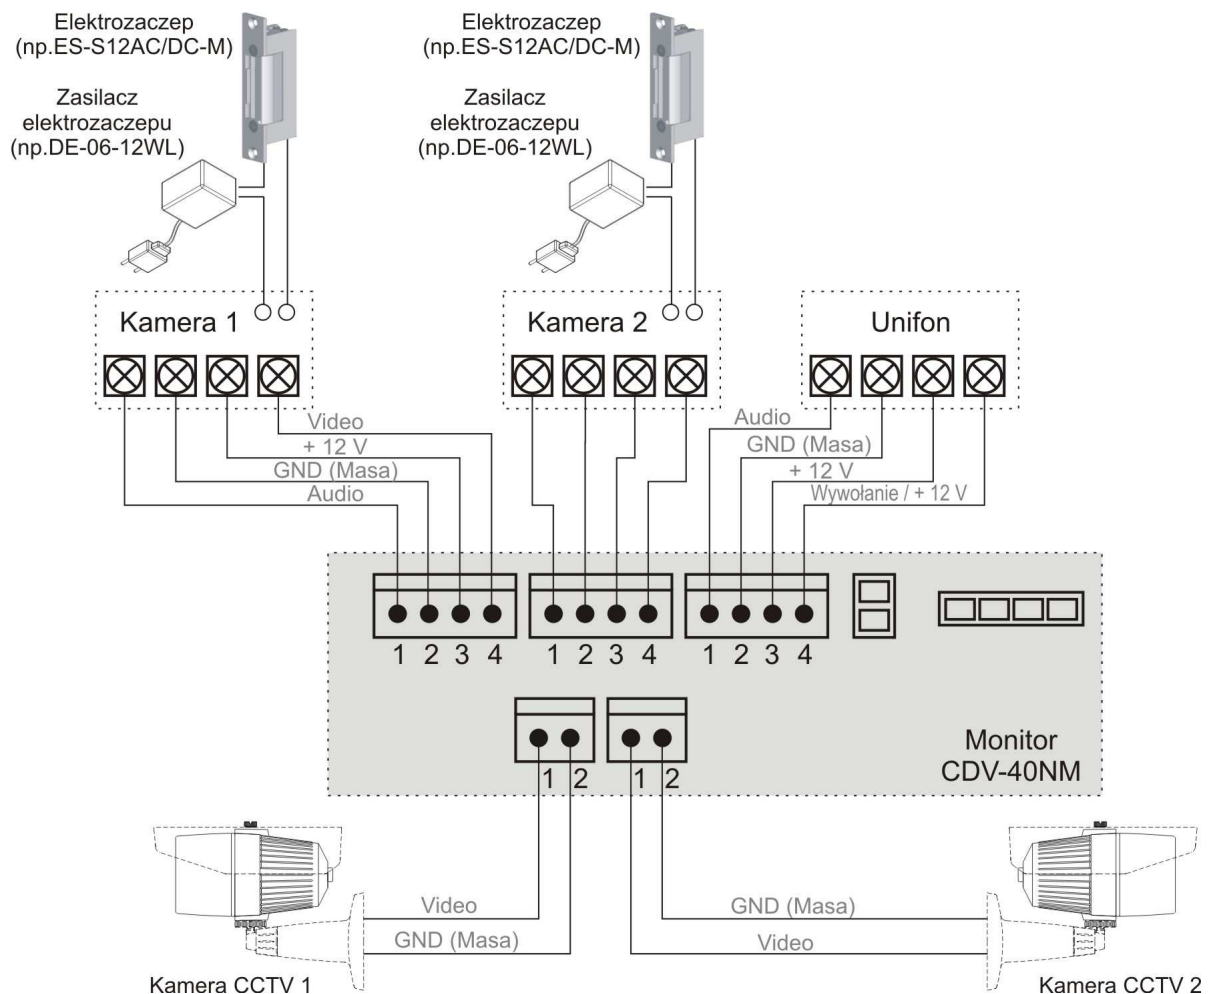 Elektrozaczep
(np.ES-S12AC/DC-M)
Zasilacz
elektrozaczepu
(np.DE-06-12WL)
Elektrozaczep
(np.ES-S12AC/DC-M)
Zasilacz
elektrozaczepu
(np.DE-06-12WL)
Kamera 1
Kamera 2
Unifon
Video
+ 12 V
GND (Masa)
Audio
Audio
GND (Masa)
+ 12 V
Wywołanie / + 12 V
1 2 3 4
1 2 3 4
1 2 3 4
1 2
1 2
Monitor
CDV-40NM
Video
GND (Masa)
GND (Masa)
Video
Kamera CCTV 1
Kamera CCTV 2